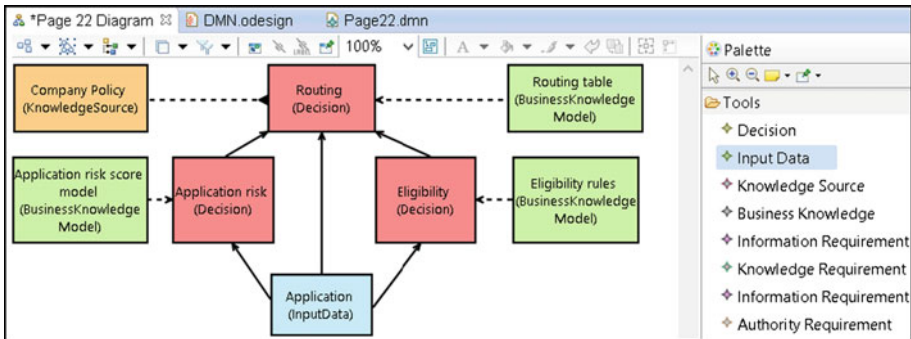 *Page 22 Diagram
DMN.odesign
Page22.dmn
100%
Palette
Tools
Decision
Input Data
Knowledge Source
Business Knowledge
Information Requirement
Knowledge Requirement
Information Requirement
Authority Requirement
Company Policy
(KnowledgeSource)
Routing
(Decision)
Routing table
(BusinessKnowledge
Model)
Application risk score
model
(BusinessKnowledge
Model)
Application risk
(Decision)
Eligibility
(Decision)
Eligibility rules
(BusinessKnowledge
Model)
Application
(InputData)